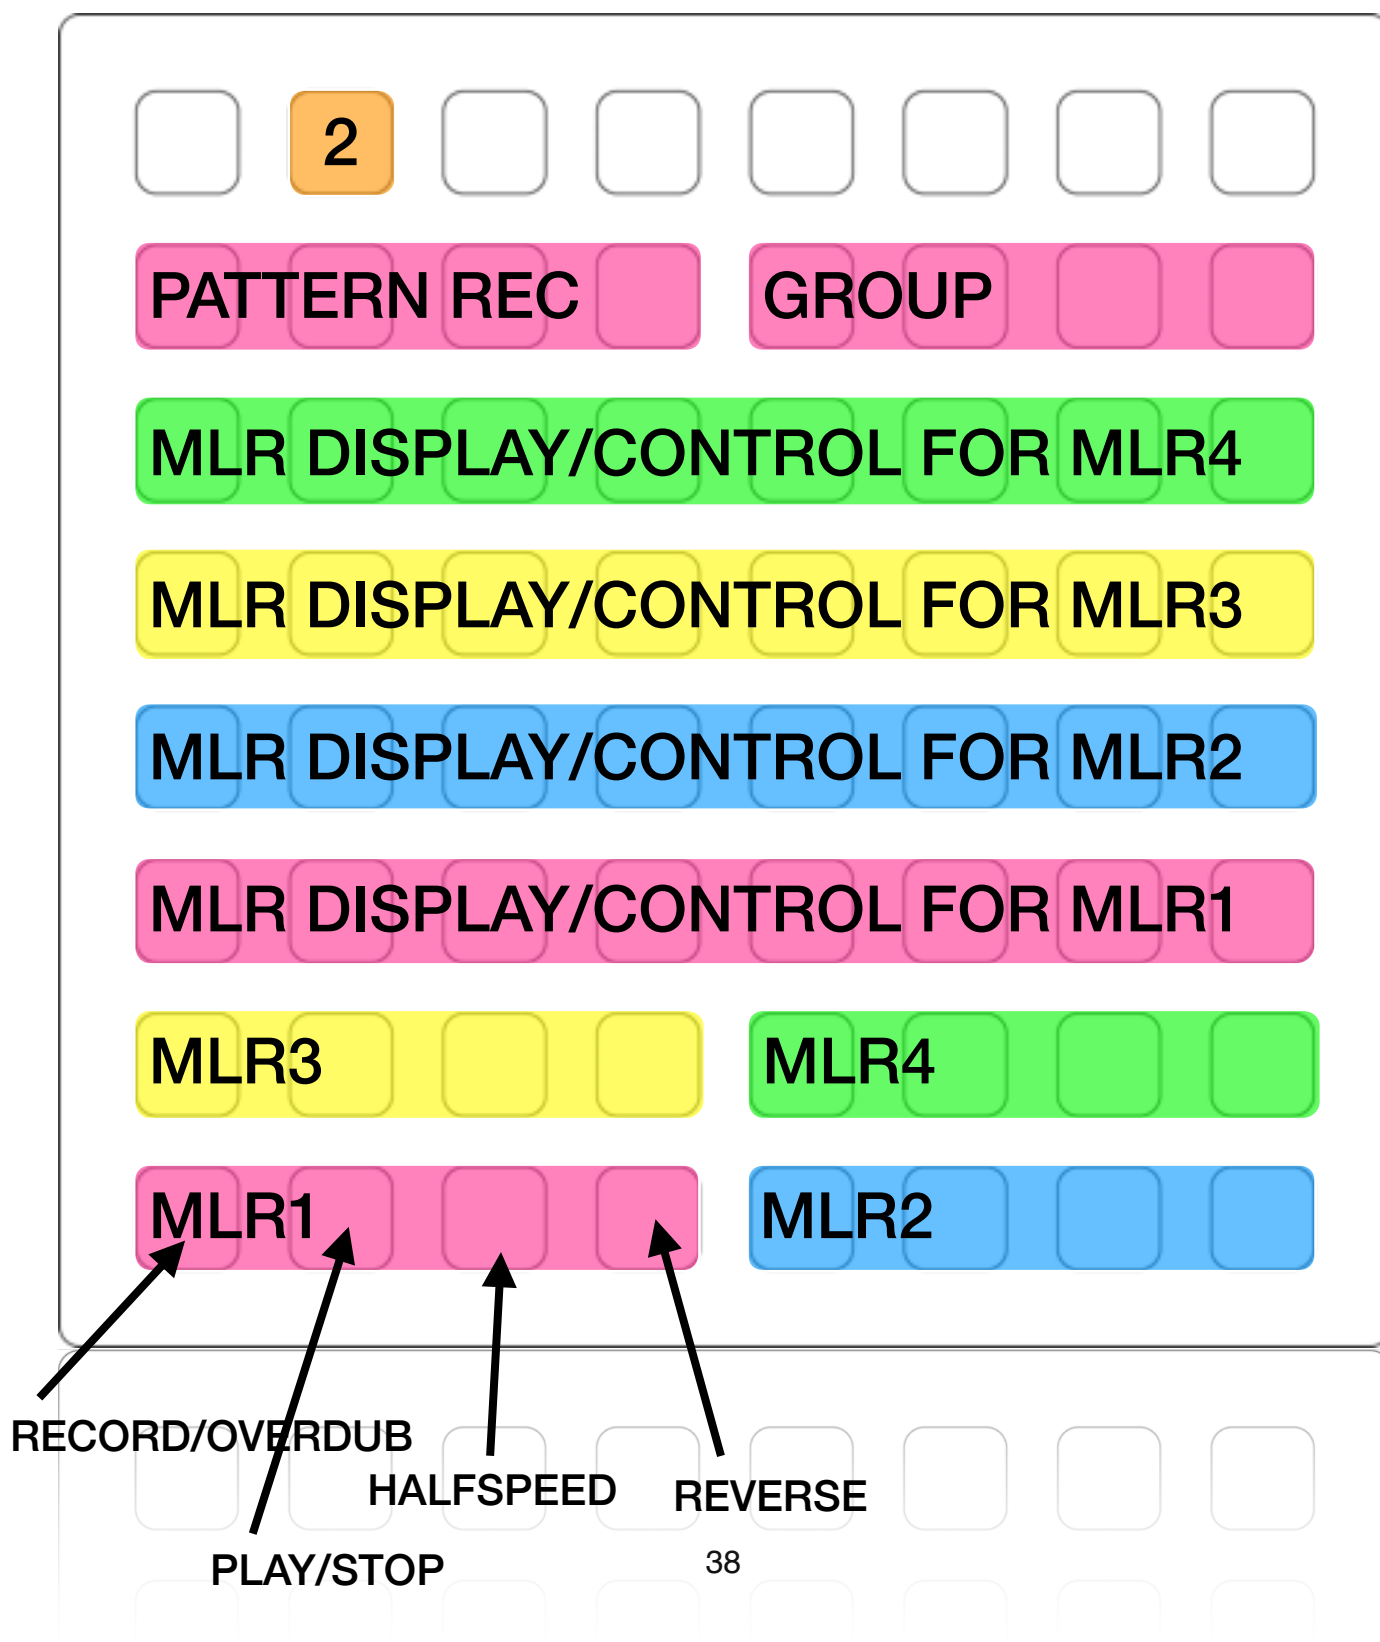 2
PATTERN REC GROUP
MLR DISPLAY/CONTROL FOR MLR4
MLR DISPLAY/CONTROL FOR MLR3
MLR DISPLAY/CONTROL FOR MLR2
MLR DISPLAY/CONTROL FOR MLR1
MLR3 MLR4
MLR1 MLR2
RECORD/OVERDUB
HALFSPEED REVERSE
PLAY/STOP 38